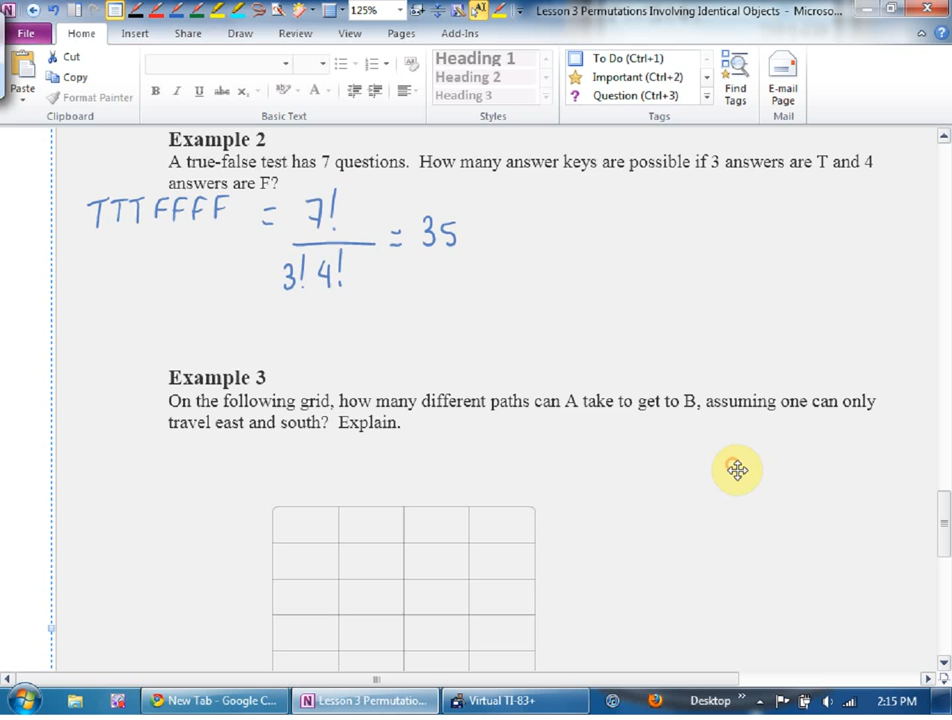 125%
Lesson 3 Permutations Involving Identical Objects - Microso...
File Home Insert Share Draw Review View Pages Add-Ins
Paste
Cut
Copy
Format Painter
Clipboard
B I U abc X₂ A
Basic Text
Heading 1
Heading 2
Heading 3
Styles
To Do (Ctrl+1)
Important (Ctrl+2)
? Question (Ctrl+3)
Tags
Find Tags
E-mail Page
Mail
Example 2
A true-false test has 7 questions. How many answer keys are possible if 3 answers are T and 4
answers are F?
TTTFFFF = 7!
= 35
3! 4!
Example 3
On the following grid, how many different paths can A take to get to B, assuming one can only
travel east and south? Explain.
New Tab - Google C...
Lesson 3 Permutatio...
Virtual TI-83+
Desktop
2:15 PM